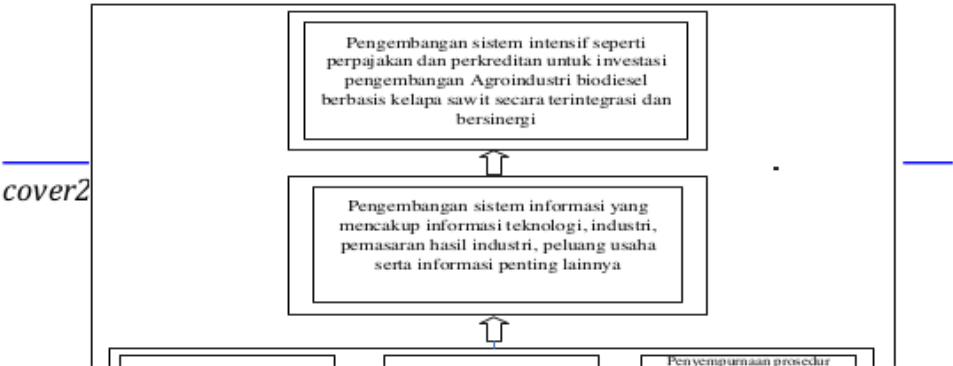 Pengembangan sistem intensif seperti
perpajakan dan perkreditan untuk investasi
pengembangan Agroindustri biodiesel
berbasis kelapa sawit secara terintegrasi dan
bersinergi
cover2
Pengembangan sistem informasi yang
mencakup informasi teknologi, industri,
pemasaran hasil industri, peluang usaha
serta informasi penting lainnya
Penyempurnaan prosedur